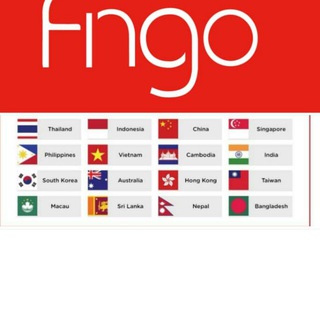 fngo
Thailand Indonesia China Singapore
Philippines Vietnam Cambodia India
South Korea Australia Hong Kong Taiwan
Macau Sri Lanka Nepal Bangladesh